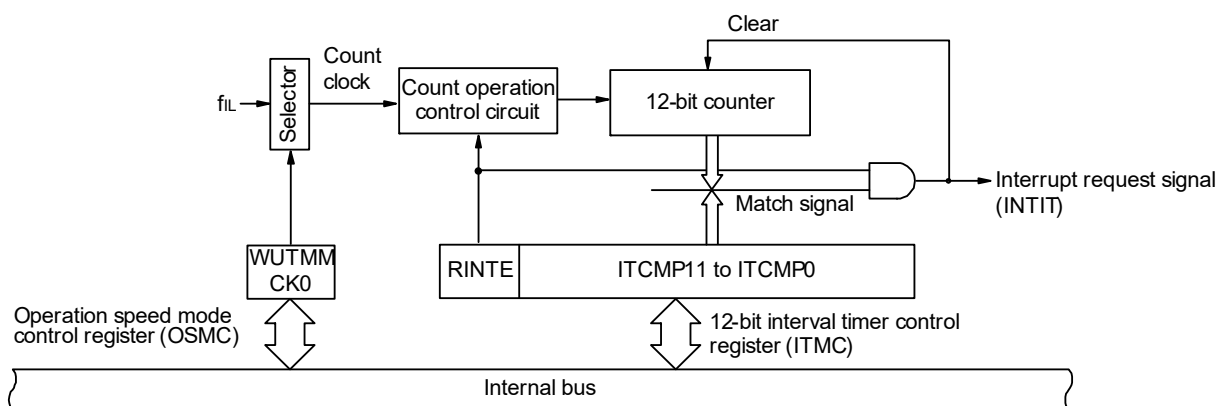 Clear
Count
clock
Selector
fIL
Count operation
control circuit
12-bit counter
Match signal
Interrupt request signal
(INTIT)
WUTMM
CK0
RINTE
ITCMP11 to ITCMP0
Operation speed mode
control register (OSMC)
12-bit interval timer control
register (ITMC)
Internal bus